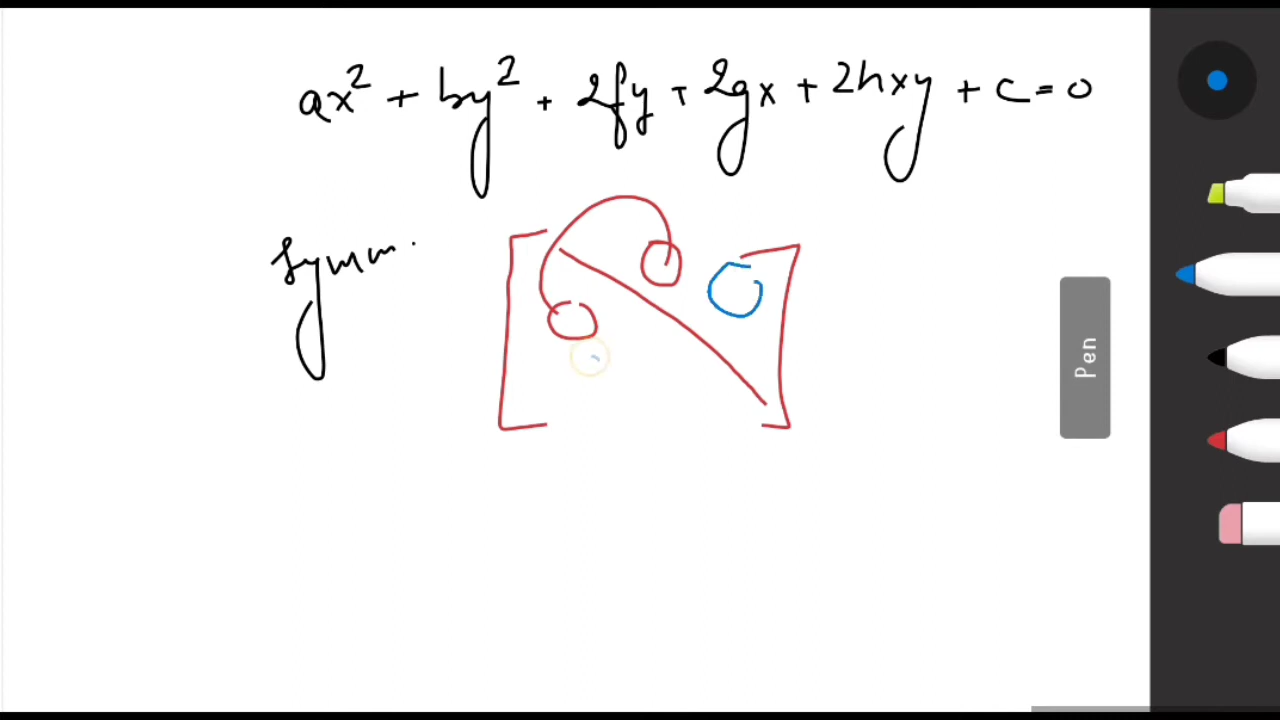 ax² + by² + 2fy + 2gx + 2hxy + c = 0
Symm.
Pen